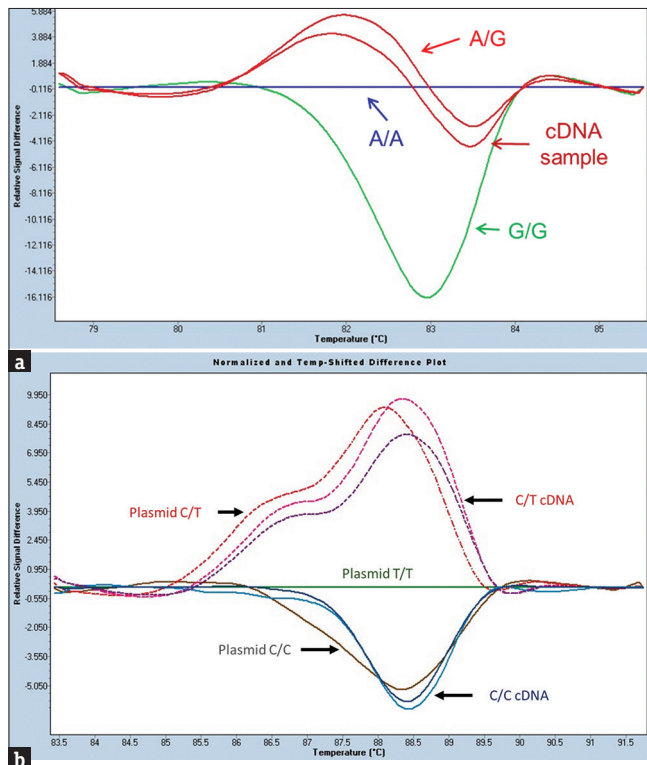 5.884
3.884
1.884
-0.116
-2.116
-4.116
-6.116
-8.116
-10.116
-12.116
-14.116
-16.116
Relative Signal Difference
A/G
A/A
cDNA
sample
G/G
79 80 81 82 83 84 85
Temperature (°C)
a
Normalized and Temp-Shifted Difference Plot
9.950
8.450
6.950
5.450
3.950
2.450
0.950
-0.550
-2.050
-3.550
-5.050
Relative Signal Difference
Plasmid C/T
C/T cDNA
Plasmid T/T
Plasmid C/C
C/C cDNA
83.5 84 84.5 85 85.5 86 86.5 87 87.5 88 88.5 89 89.5 90 90.5 91 91.5
Temperature (°C)
b